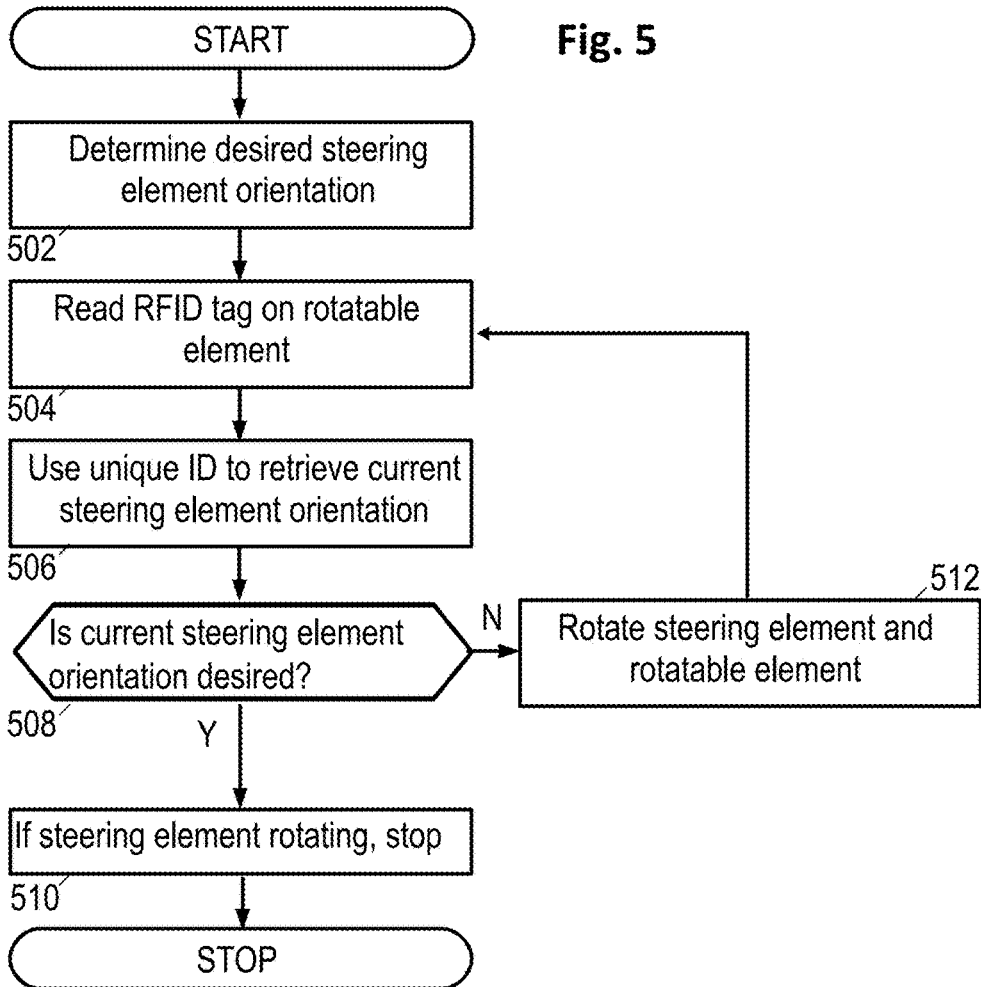 START
Fig. 5
Determine desired steering
element orientation
502
Read RFID tag on rotatable
element
504
Use unique ID to retrieve current
steering element orientation
506
Is current steering element
orientation desired?
508
N
512
Rotate steering element and
rotatable element
Y
If steering element rotating, stop
510
STOP